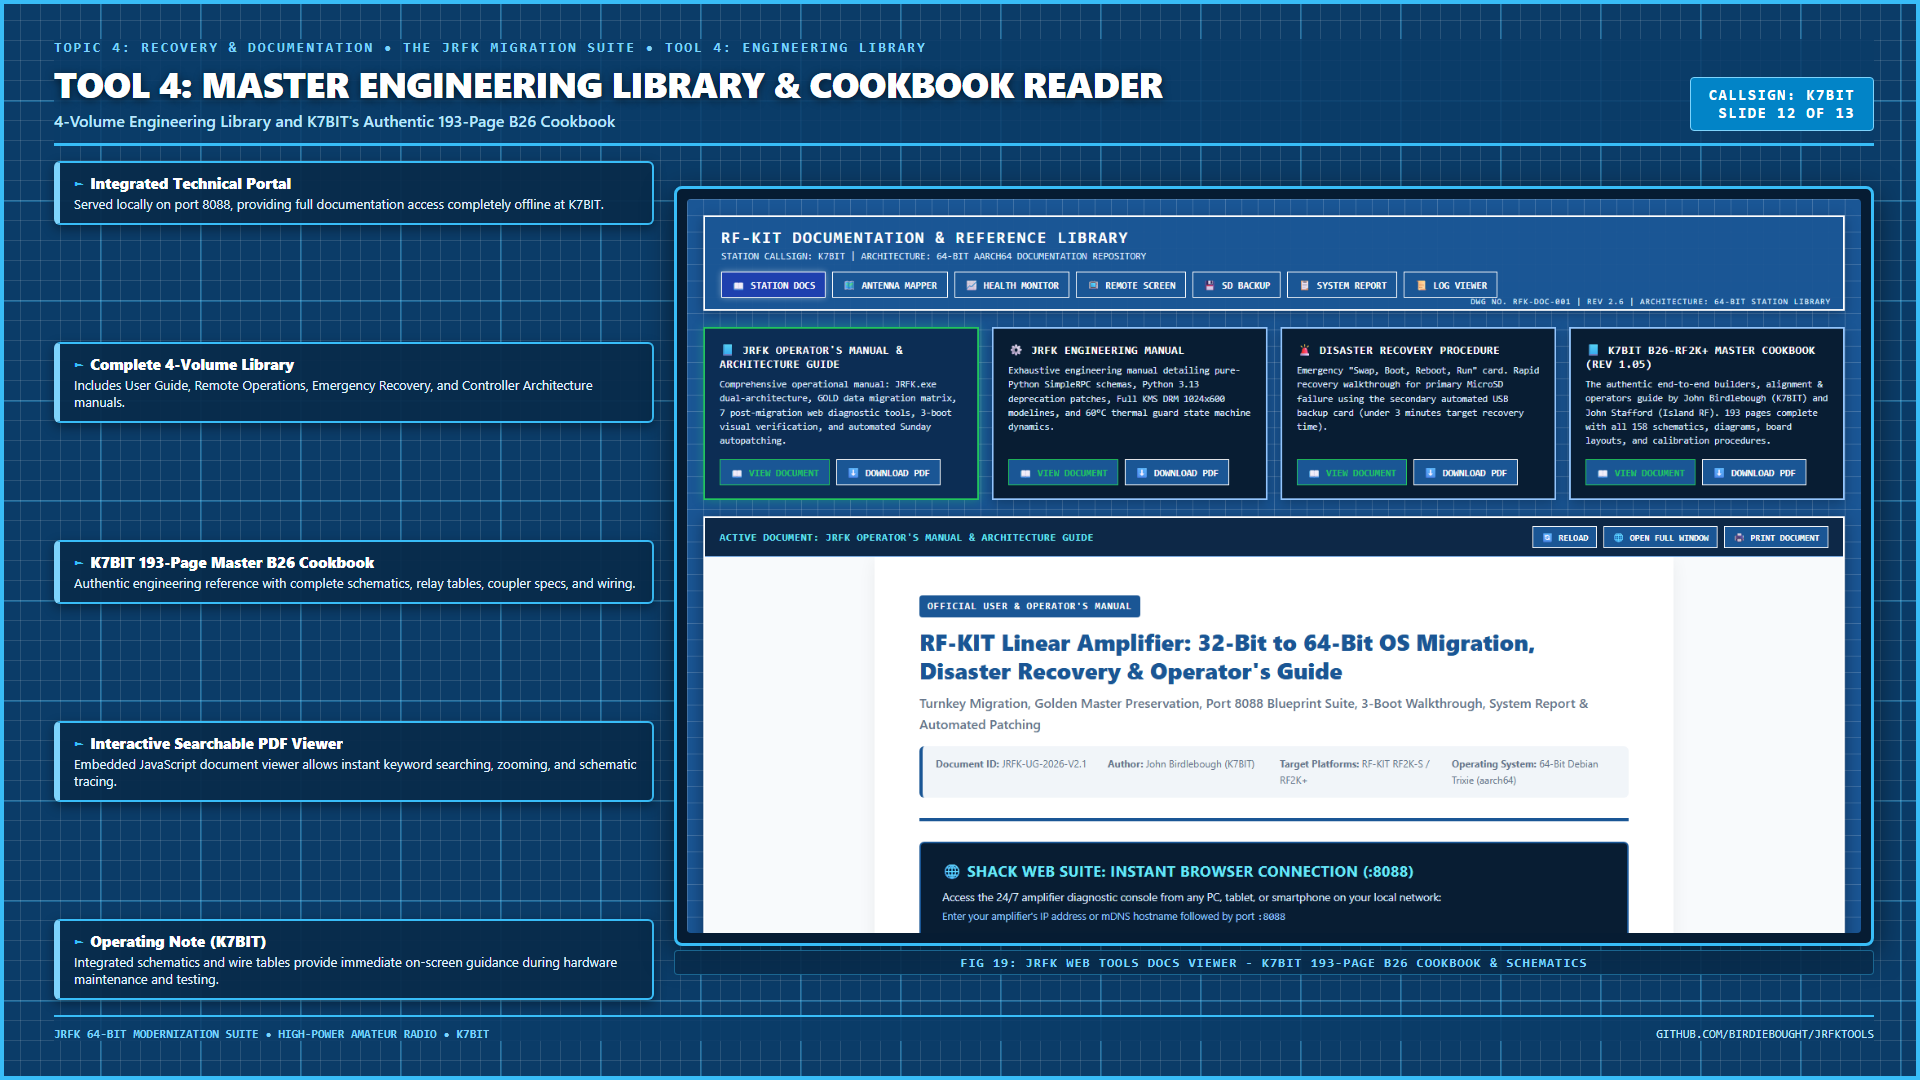 TOPIC 4: RECOVERY & DOCUMENTATION • THE JRFK MIGRATION SUITE • TOOL 4: ENGINEERING LIBRARY
TOOL 4: MASTER ENGINEERING LIBRARY & COOKBOOK READER
4-Volume Engineering Library and K7BIT's Authentic 193-Page B26 Cookbook
CALLSIGN: K7BIT
SLIDE 12 OF 13
► Integrated Technical Portal
Served locally on port 8088, providing full documentation access completely offline at K7BIT.
► Complete 4-Volume Library
Includes User Guide, Remote Operations, Emergency Recovery, and Controller Architecture
manuals.
► K7BIT 193-Page Master B26 Cookbook
Authentic engineering reference with complete schematics, relay tables, coupler specs, and wiring.
► Interactive Searchable PDF Viewer
Embedded JavaScript document viewer allows instant keyword searching, zooming, and schematic
tracing.
► Operating Note (K7BIT)
Integrated schematics and wire tables provide immediate on-screen guidance during hardware
maintenance and testing.
RF-KIT DOCUMENTATION & REFERENCE LIBRARY
STATION CALLSIGN: K7BIT | ARCHITECTURE: 64-BIT AARCH64 DOCUMENTATION REPOSITORY
STATION DOCS ANTENNA MAPPER HEALTH MONITOR REMOTE SCREEN SD BACKUP SYSTEM REPORT LOG VIEWER
DWG NO. RFK-DOC-001 | REV 2.6 | ARCHITECTURE: 64-BIT STATION LIBRARY
JRFK OPERATOR'S MANUAL &
ARCHITECTURE GUIDE
Comprehensive operational manual: JRFK.exe
dual-architecture, GOLD data migration matrix,
7 post-migration web diagnostic tools, 3-boot
visual verification, and automated Sunday
autopatching.
VIEW DOCUMENT DOWNLOAD PDF
JRFK ENGINEERING MANUAL
Exhaustive engineering manual detailing pure-
Python SimpleRPC schemas, Python 3.13
deprecation patches, Full KMS DRM 1024x600
modelines, and 60°C thermal guard state machine
dynamics.
VIEW DOCUMENT DOWNLOAD PDF
DISASTER RECOVERY PROCEDURE
Emergency "Swap, Boot, Reboot, Run" card. Rapid
recovery walkthrough for primary MicroSD
failure using the secondary automated USB
backup card (under 3 minutes target recovery
time).
VIEW DOCUMENT DOWNLOAD PDF
K7BIT B26-RF2K+ MASTER COOKBOOK
(REV 1.05)
The authentic end-to-end builders, alignment &
operators guide by John Birdlebough (K7BIT) and
John Stafford (Island RF). 193 pages complete
with all 158 schematics, diagrams, board
layouts, and calibration procedures.
VIEW DOCUMENT DOWNLOAD PDF
ACTIVE DOCUMENT: JRFK OPERATOR'S MANUAL & ARCHITECTURE GUIDE
RELOAD OPEN FULL WINDOW PRINT DOCUMENT
OFFICIAL USER & OPERATOR'S MANUAL
RF-KIT Linear Amplifier: 32-Bit to 64-Bit OS Migration,
Disaster Recovery & Operator's Guide
Turnkey Migration, Golden Master Preservation, Port 8088 Blueprint Suite, 3-Boot Walkthrough, System Report &
Automated Patching
Document ID: JRFK-UG-2026-V2.1 Author: John Birdlebough (K7BIT) Target Platforms: RF-KIT RF2K-S / Operating System: 64-Bit Debian
RF2K+ Trixie (aarch64)
SHACK WEB SUITE: INSTANT BROWSER CONNECTION (:8088)
Access the 24/7 amplifier diagnostic console from any PC, tablet, or smartphone on your local network:
Enter your amplifier's IP address or mDNS hostname followed by port :8088
FIG 19: JRFK WEB TOOLS DOCS VIEWER - K7BIT 193-PAGE B26 COOKBOOK & SCHEMATICS
JRFK 64-BIT MODERNIZATION SUITE • HIGH-POWER AMATEUR RADIO • K7BIT
GITHUB.COM/BIRDIEBOUGHT/JRFKTOOLS